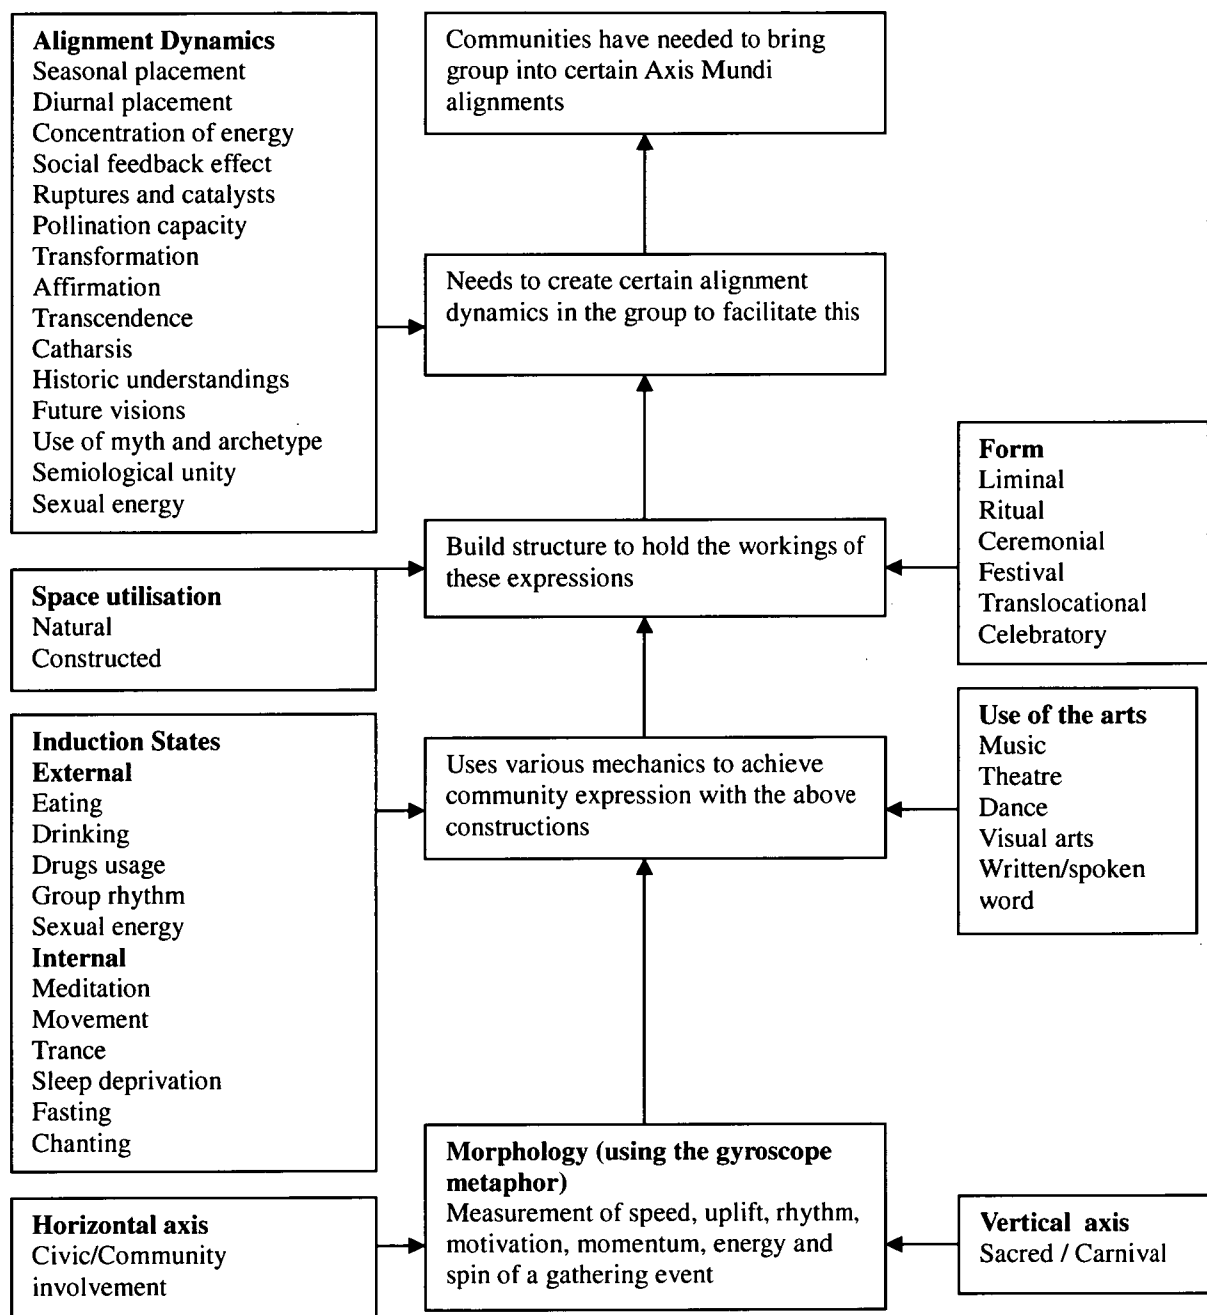 Alignment Dynamics
Seasonal placement
Diurnal placement
Concentration of energy
Social feedback effect
Ruptures and catalysts
Pollination capacity
Transformation
Affirmation
Transcendence
Catharsis
Historic understandings
Future visions
Use of myth and archetype
Semiological unity
Sexual energy
Communities have needed to bring
group into certain Axis Mundi
alignments
Needs to create certain alignment
dynamics in the group to facilitate this
Form
Liminal
Ritual
Ceremonial
Festival
Translocational
Celebratory
Build structure to hold the workings of
these expressions
Space utilisation
Natural
Constructed
Induction States
External
Eating
Drinking
Drugs usage
Group rhythm
Sexual energy
Internal
Meditation
Movement
Trance
Sleep deprivation
Fasting
Chanting
Uses various mechanics to achieve
community expression with the above
constructions
Use of the arts
Music
Theatre
Dance
Visual arts
Written/spoken
word
Morphology (using the gyroscope
metaphor)
Measurement of speed, uplift, rhythm,
motivation, momentum, energy and
spin of a gathering event
Horizontal axis
Civic/Community
involvement
Vertical axis
Sacred / Carnival